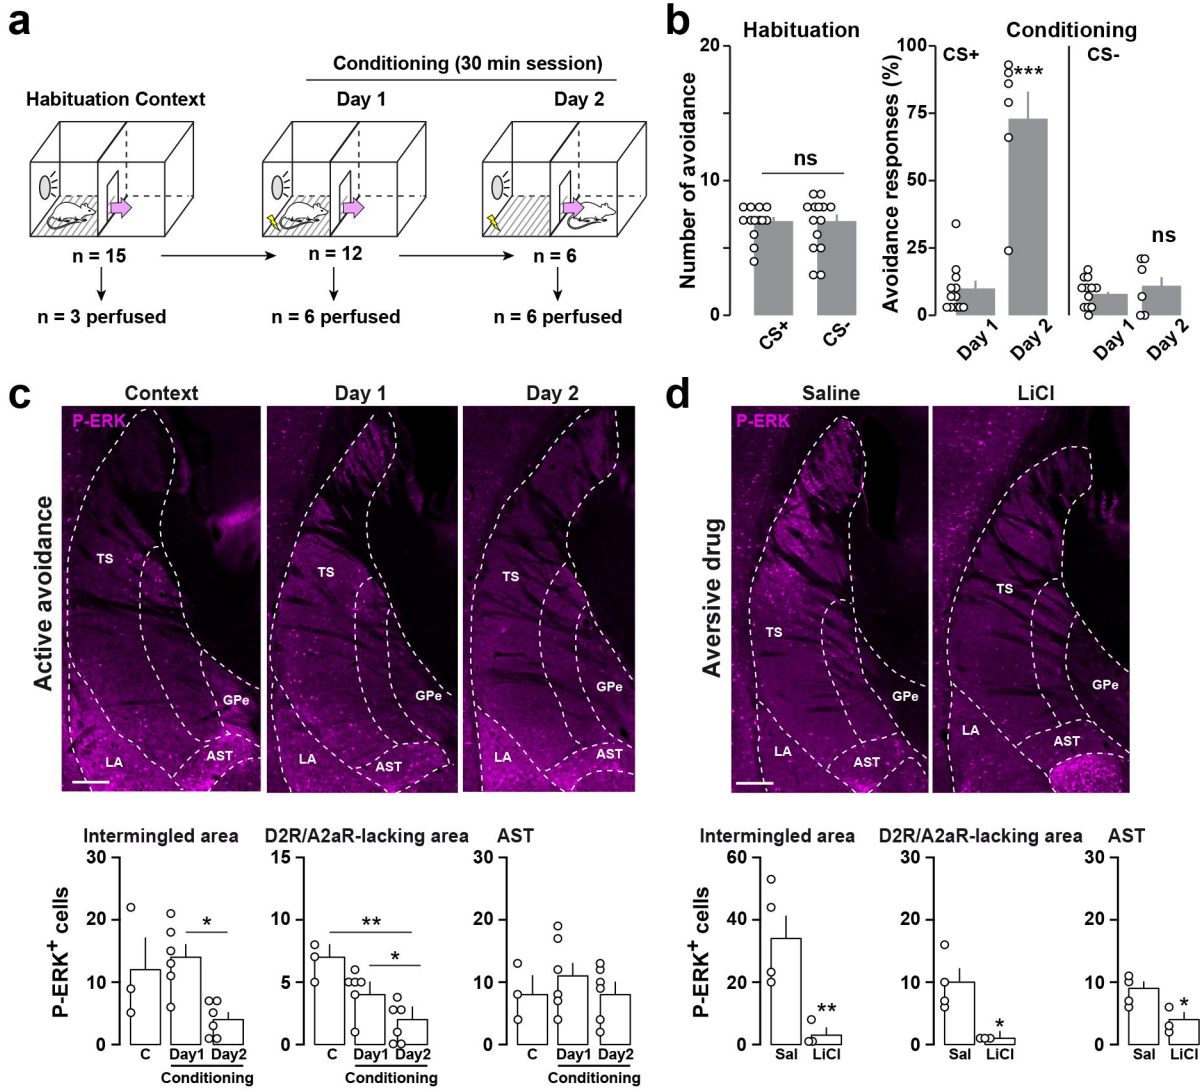 a
Conditioning (30 min session)
Habituation Context
Day 1
Day 2
n = 15
n = 12
n = 6
n = 3 perfused
n = 6 perfused
n = 6 perfused
b
Habituation
Number of avoidance
20
10
0
ns
CS+
CS-
Conditioning
Avoidance responses (%)
100
75
50
25
0
CS+
CS-
***
ns
Day 1
Day 2
Day 1
Day 2
c
Context
Day 1
Day 2
Active avoidance
P-ERK
TS
GPe
LA
AST
TS
GPe
LA
AST
TS
GPe
LA
AST
Intermingled area
P-ERK+ cells
30
20
10
0
*
C
Day1
Day2
Conditioning
D2R/A2aR-lacking area
15
10
5
0
**
*
C
Day1
Day2
Conditioning
AST
30
20
10
0
C
Day1
Day2
Conditioning
d
Saline
LiCl
Aversive drug
P-ERK
TS
GPe
LA
AST
TS
GPe
LA
AST
Intermingled area
P-ERK+ cells
60
40
20
0
**
Sal
LiCl
D2R/A2aR-lacking area
30
20
10
0
*
Sal
LiCl
AST
30
20
10
0
*
Sal
LiCl